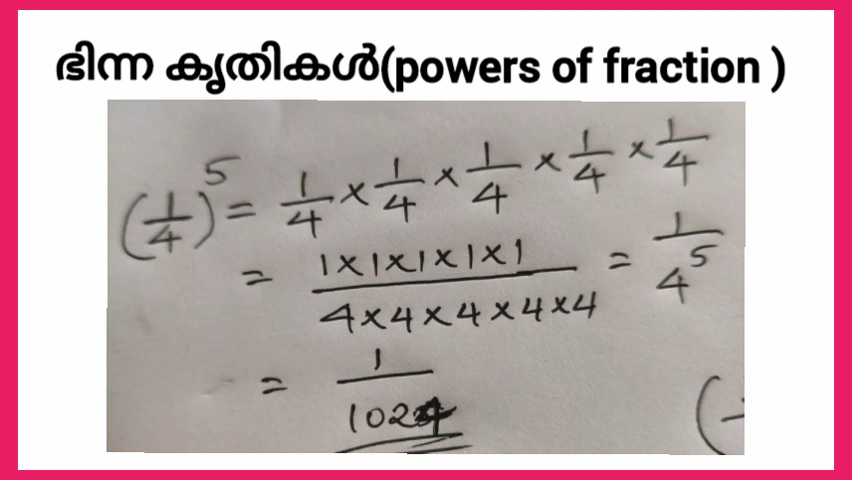 ഭിന്ന കൃതികൾ(powers of fraction )
(1/4)^5 = 1/4 × 1/4 × 1/4 × 1/4 × 1/4
= 1×1×1×1×1 / 4×4×4×4×4 = 1/4^5
= 1/1024